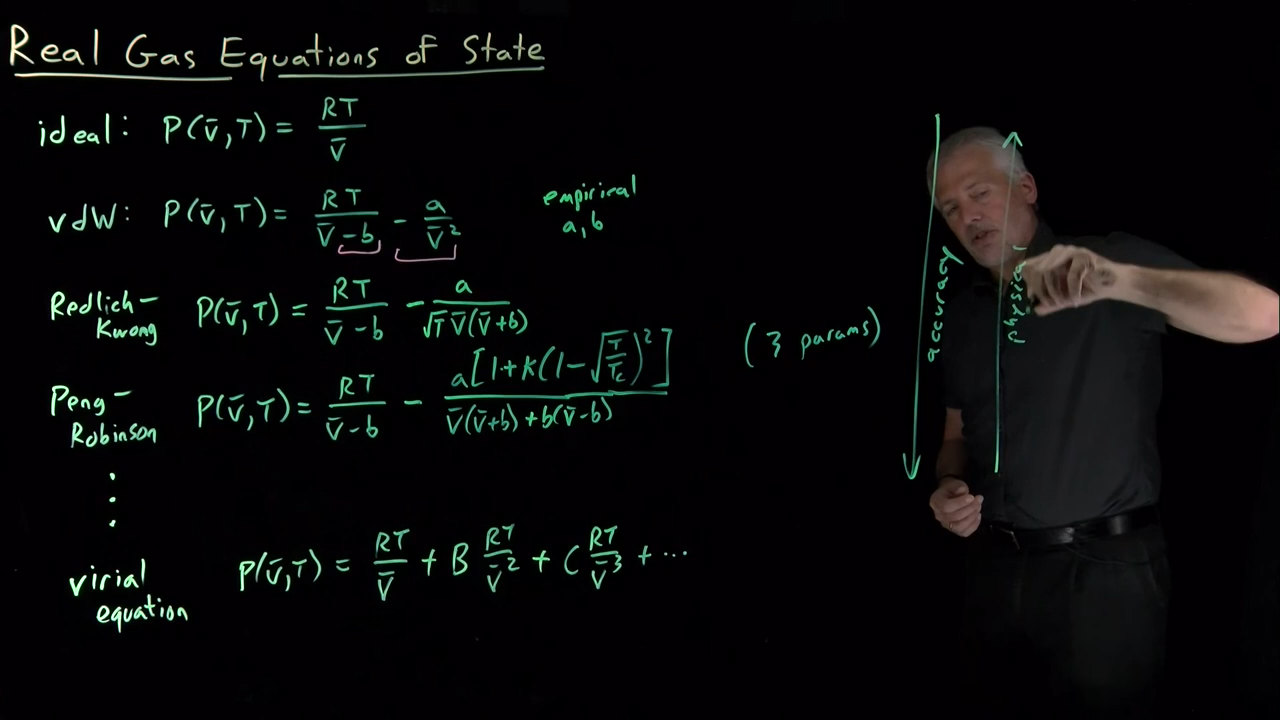 Real Gas Equations of State
ideal: P(V̄,T) = RT/V̄
vdW: P(V̄,T) = RT/(V̄-b) - a/V̄²
empirical
a,b
Redlich-
Kwong
P(V̄,T) = RT/(V̄-b) - a/(√T V̄(V̄+b))
Peng-
Robinson
P(V̄,T) = RT/(V̄-b) - a[1+k(1-√(T/Tc))²]/(V̄(V̄+b)+b(V̄-b))
(3 params)
⋮
virial
equation
P(V̄,T) = RT/V̄ + B RT/V̄² + C RT/V̄³ + ...
accuracy